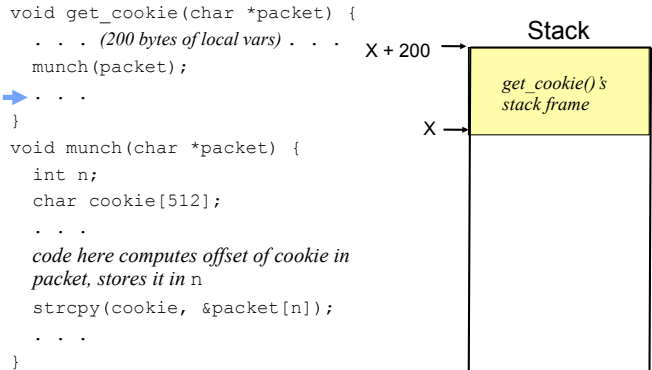 void get_cookie(char *packet) {
. . . (200 bytes of local vars) . . .
munch(packet);
. . .
}
void munch(char *packet) {
int n;
char cookie[512];
. . .
code here computes offset of cookie in
packet, stores it in n
strcpy(cookie, &packet[n]);
. . .
}
Stack
X + 200
get_cookie()'s
stack frame
X